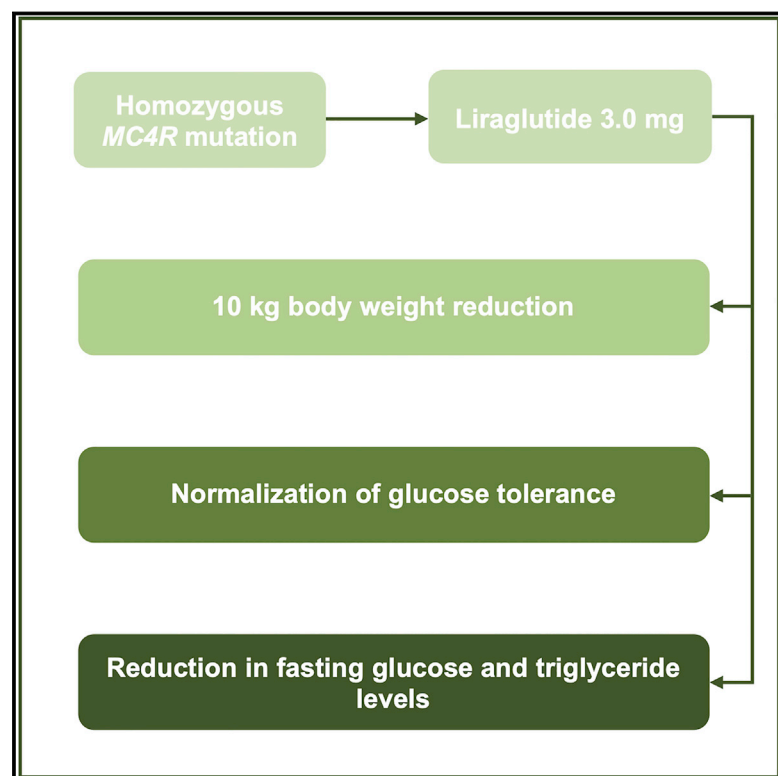 Homozygous
MC4R mutation
Liraglutide 3.0 mg
10 kg body weight reduction
Normalization of glucose tolerance
Reduction in fasting glucose and triglyceride
levels